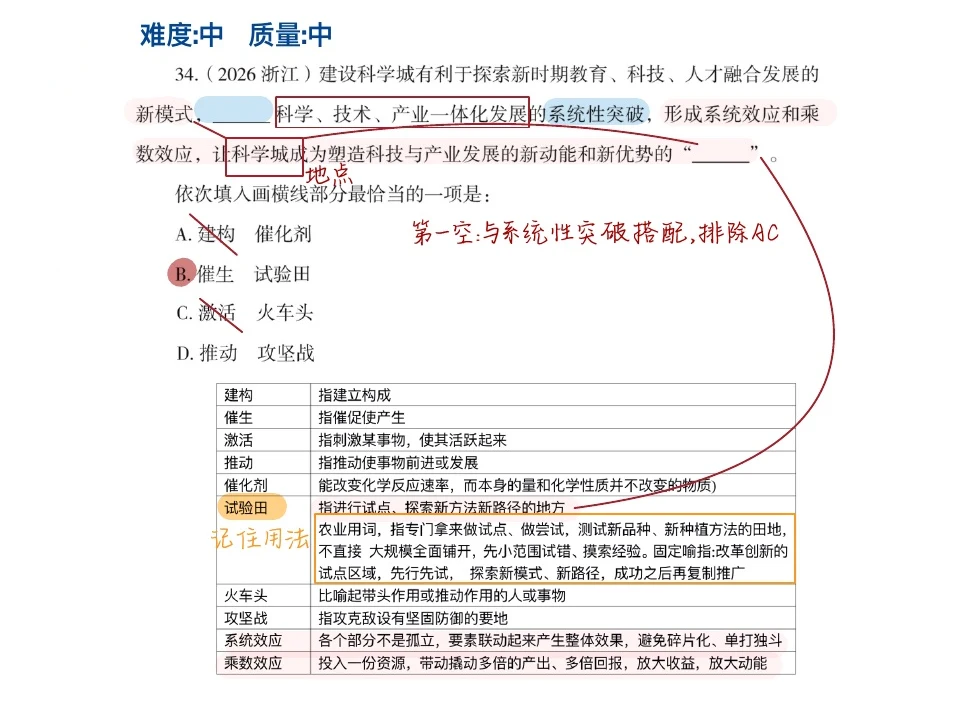 难度:中　质量:中
34.（2026 浙江）建设科学城有利于探索新时期教育、科技、人才融合发展的
新模式，______科学、技术、产业一体化发展的系统性突破，形成系统效应和乘
数效应，让科学城成为塑造科技与产业发展的新动能和新优势的“______”。
地点
依次填入画横线部分最恰当的一项是：
A. 建构　催化剂
第一空:与系统性突破搭配,排除AC
B. 催生　试验田
C. 激活　火车头
D. 推动　攻坚战
建构　指建立构成
催生　指催促使产生
激活　指刺激某事物，使其活跃起来
推动　指推动使事物前进或发展
催化剂　能改变化学反应速率，而本身的量和化学性质并不改变的物质)
试验田　指进行试点、探索新方法新路径的地方
记住用法
农业用词，指专门拿来做试点、做尝试，测试新品种、新种植方法的田地，
不直接 大规模全面铺开，先小范围试错、摸索经验。固定喻指:改革创新的
试点区域，先行先试， 探索新模式、新路径，成功之后再复制推广
火车头　比喻起带头作用或推动作用的人或事物
攻坚战　指攻克敌设有坚固防御的要地
系统效应　各个部分不是孤立，要素联动起来产生整体效果，避免碎片化、单打独斗
乘数效应　投入一份资源，带动撬动多倍的产出、多倍回报，放大收益，放大动能